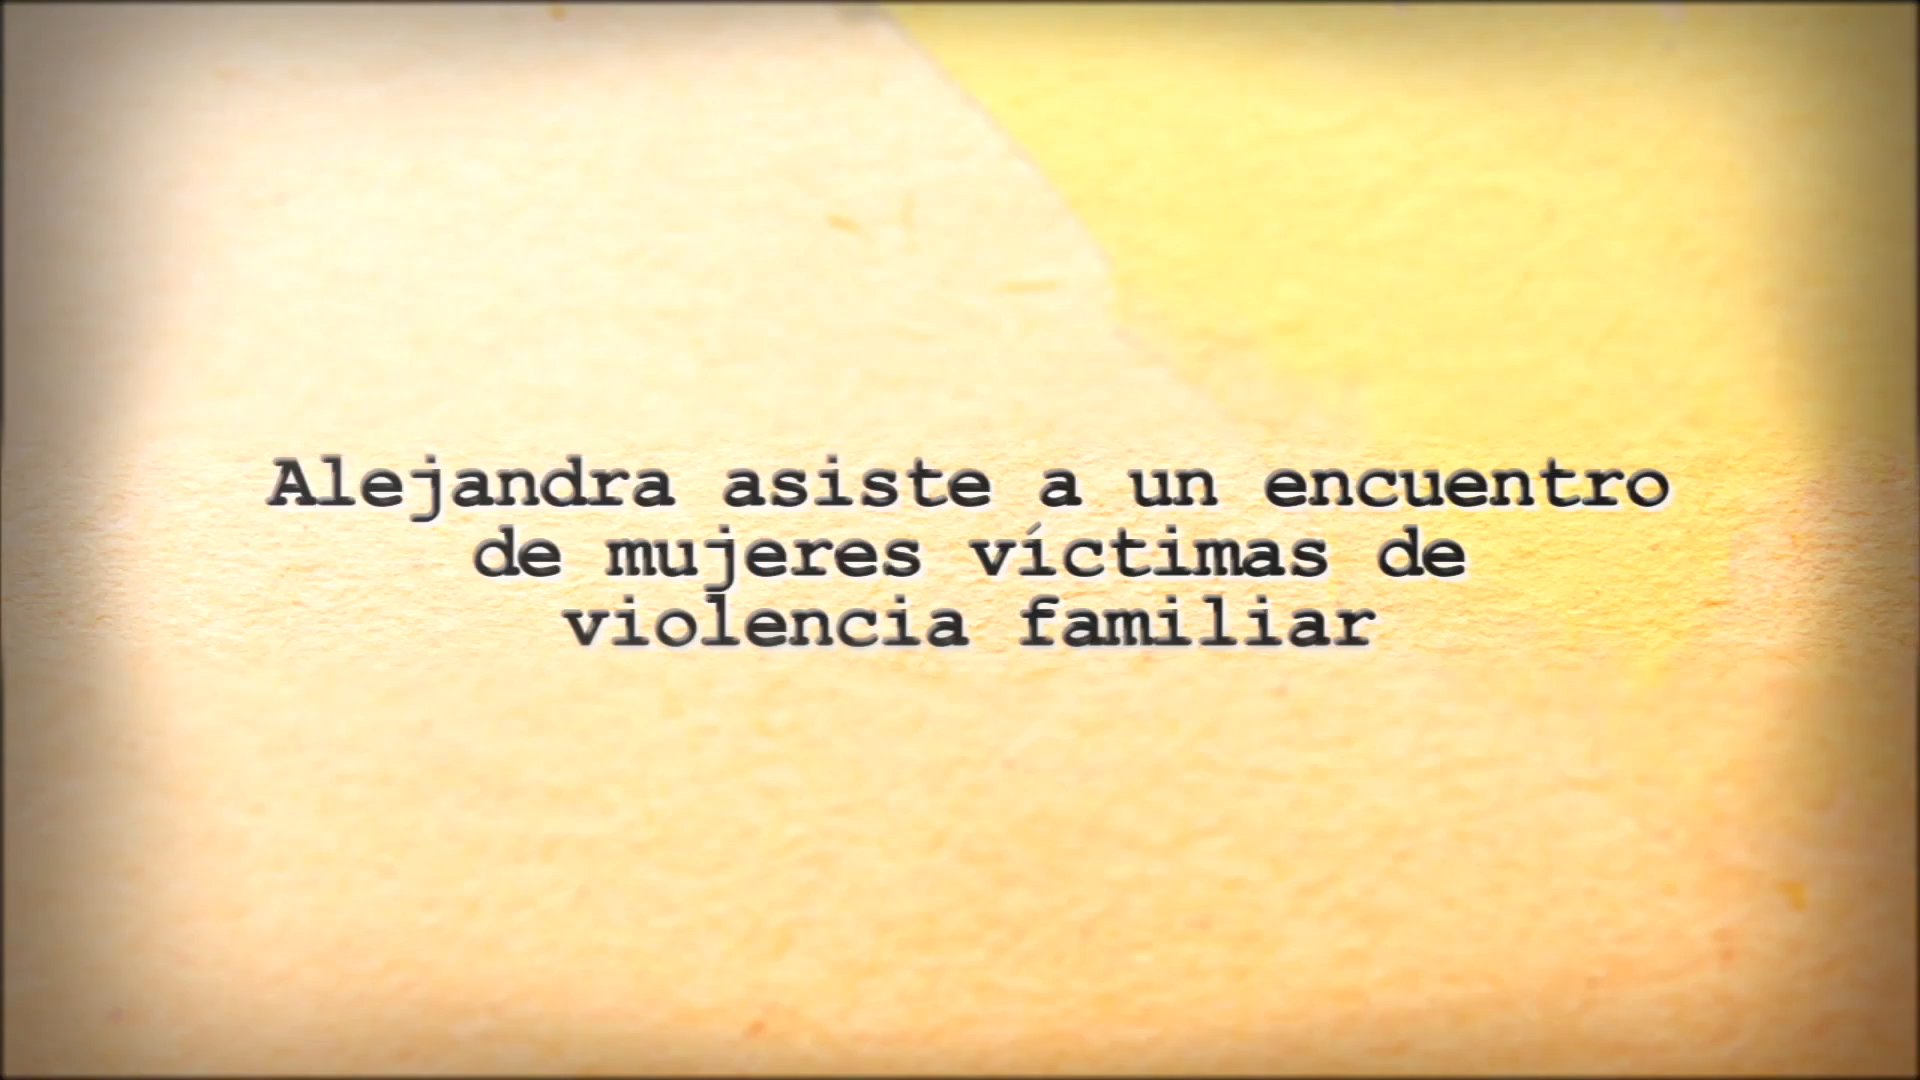 Alejandra asiste a un encuentro
de mujeres víctimas de
violencia familiar